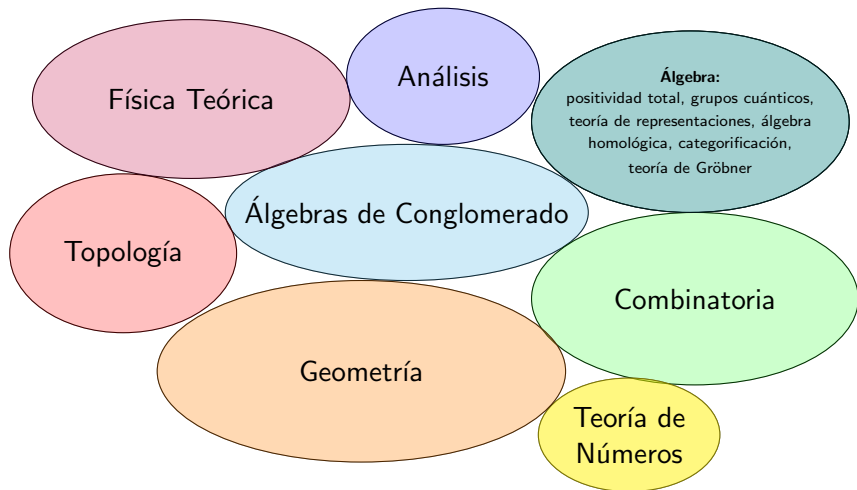 Física Teórica
Análisis
Álgebra:
positividad total, grupos cuánticos,
teoría de representaciones, álgebra
homológica, categorificación,
teoría de Gröbner
Álgebras de Conglomerado
Topología
Combinatoria
Geometría
Teoría de
Números